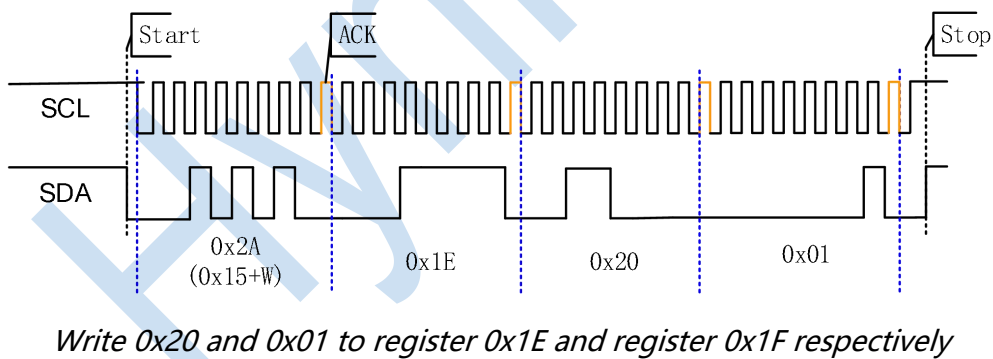 Start
ACK
Stop
SCL
SDA
0x2A
(0x15+W)
0x1E
0x20
0x01
Write 0x20 and 0x01 to register 0x1E and register 0x1F respectively